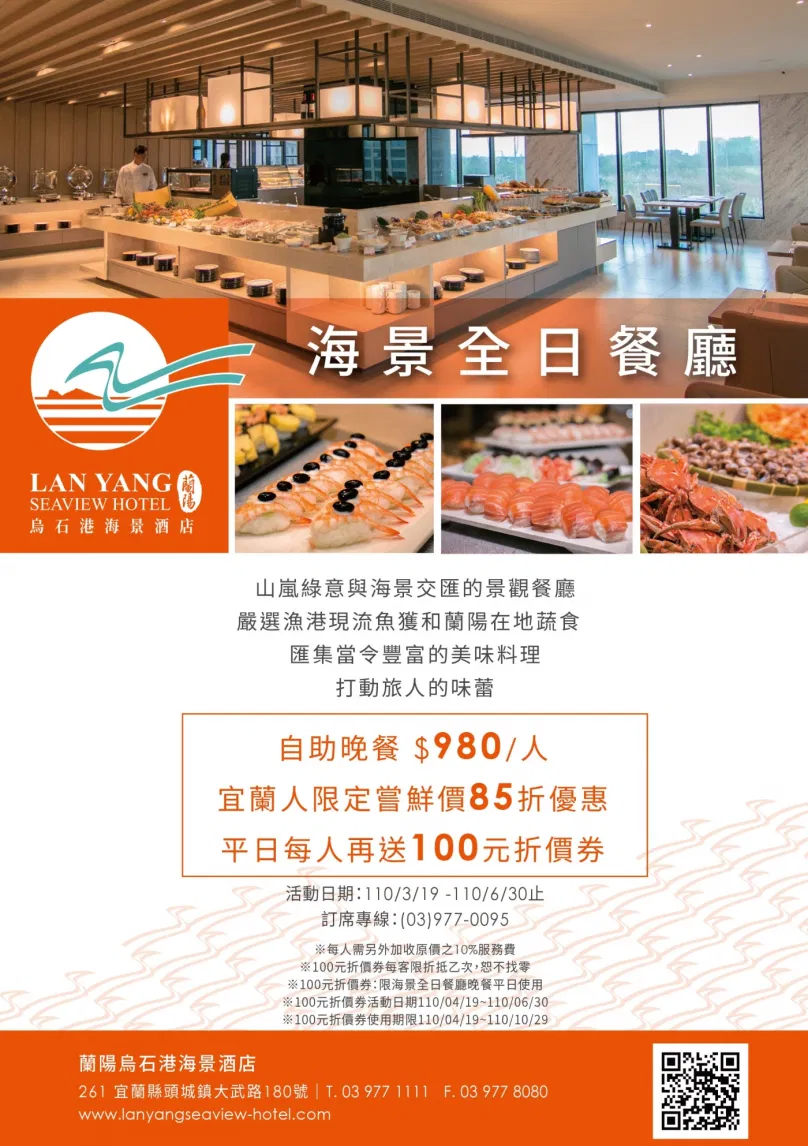 海景全日餐廳
LAN YANG
蘭陽
SEAVIEW HOTEL
烏石港海景酒店
山嵐綠意與海景交匯的景觀餐廳
嚴選漁港現流魚獲和蘭陽在地蔬食
匯集當令豐富的美味料理
打動旅人的味蕾
自助晚餐 $980/人
宜蘭人限定嘗鮮價85折優惠
平日每人再送100元折價券
活動日期:110/3/19 -110/6/30止
訂席專線:(03)977-0095
※每人需另外加收原價之10%服務費
※100元折價券每客限折抵乙次,恕不找零
※100元折價券:限海景全日餐廳晚餐平日使用
※100元折價券活動日期110/04/19~110/06/30
※100元折價券使用期限110/04/19~110/10/29
蘭陽烏石港海景酒店
261 宜蘭縣頭城鎮大武路180號｜T. 03 977 1111 F. 03 977 8080
www.lanyangseaview-hotel.com